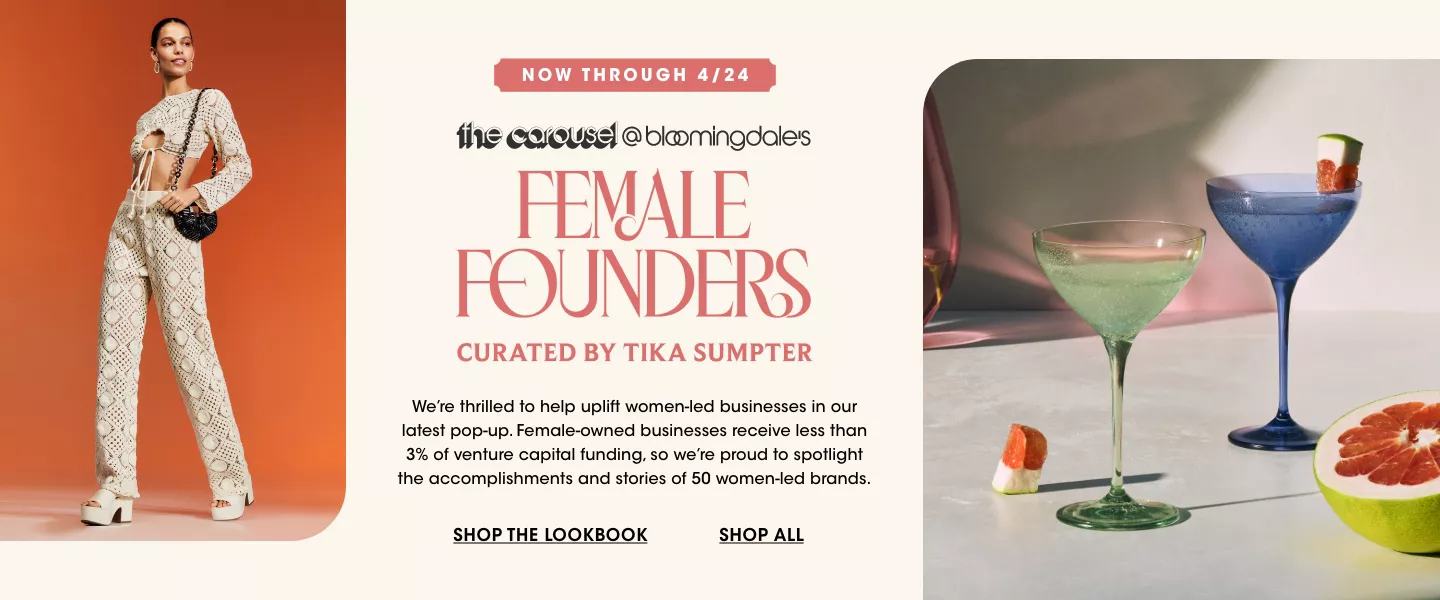 NOW THROUGH 4/24
the carousel @ bloomingdale's
FEMALE
FOUNDERS
CURATED BY TIKA SUMPTER
We're thrilled to help uplift women-led businesses in our
latest pop-up. Female-owned businesses receive less than
3% of venture capital funding, so we're proud to spotlight
the accomplishments and stories of 50 women-led brands.
SHOP THE LOOKBOOK SHOP ALL